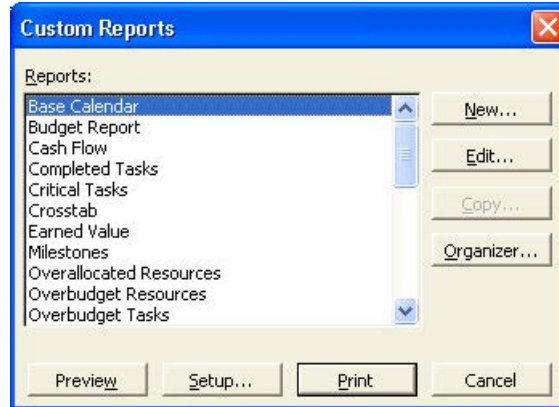 Custom Reports
Reports:
Base Calendar
Budget Report
Cash Flow
Completed Tasks
Critical Tasks
Crosstab
Earned Value
Milestones
Overallocated Resources
Overbudget Resources
Overbudget Tasks
New...
Edit...
Copy...
Organizer...
Preview
Setup...
Print
Cancel